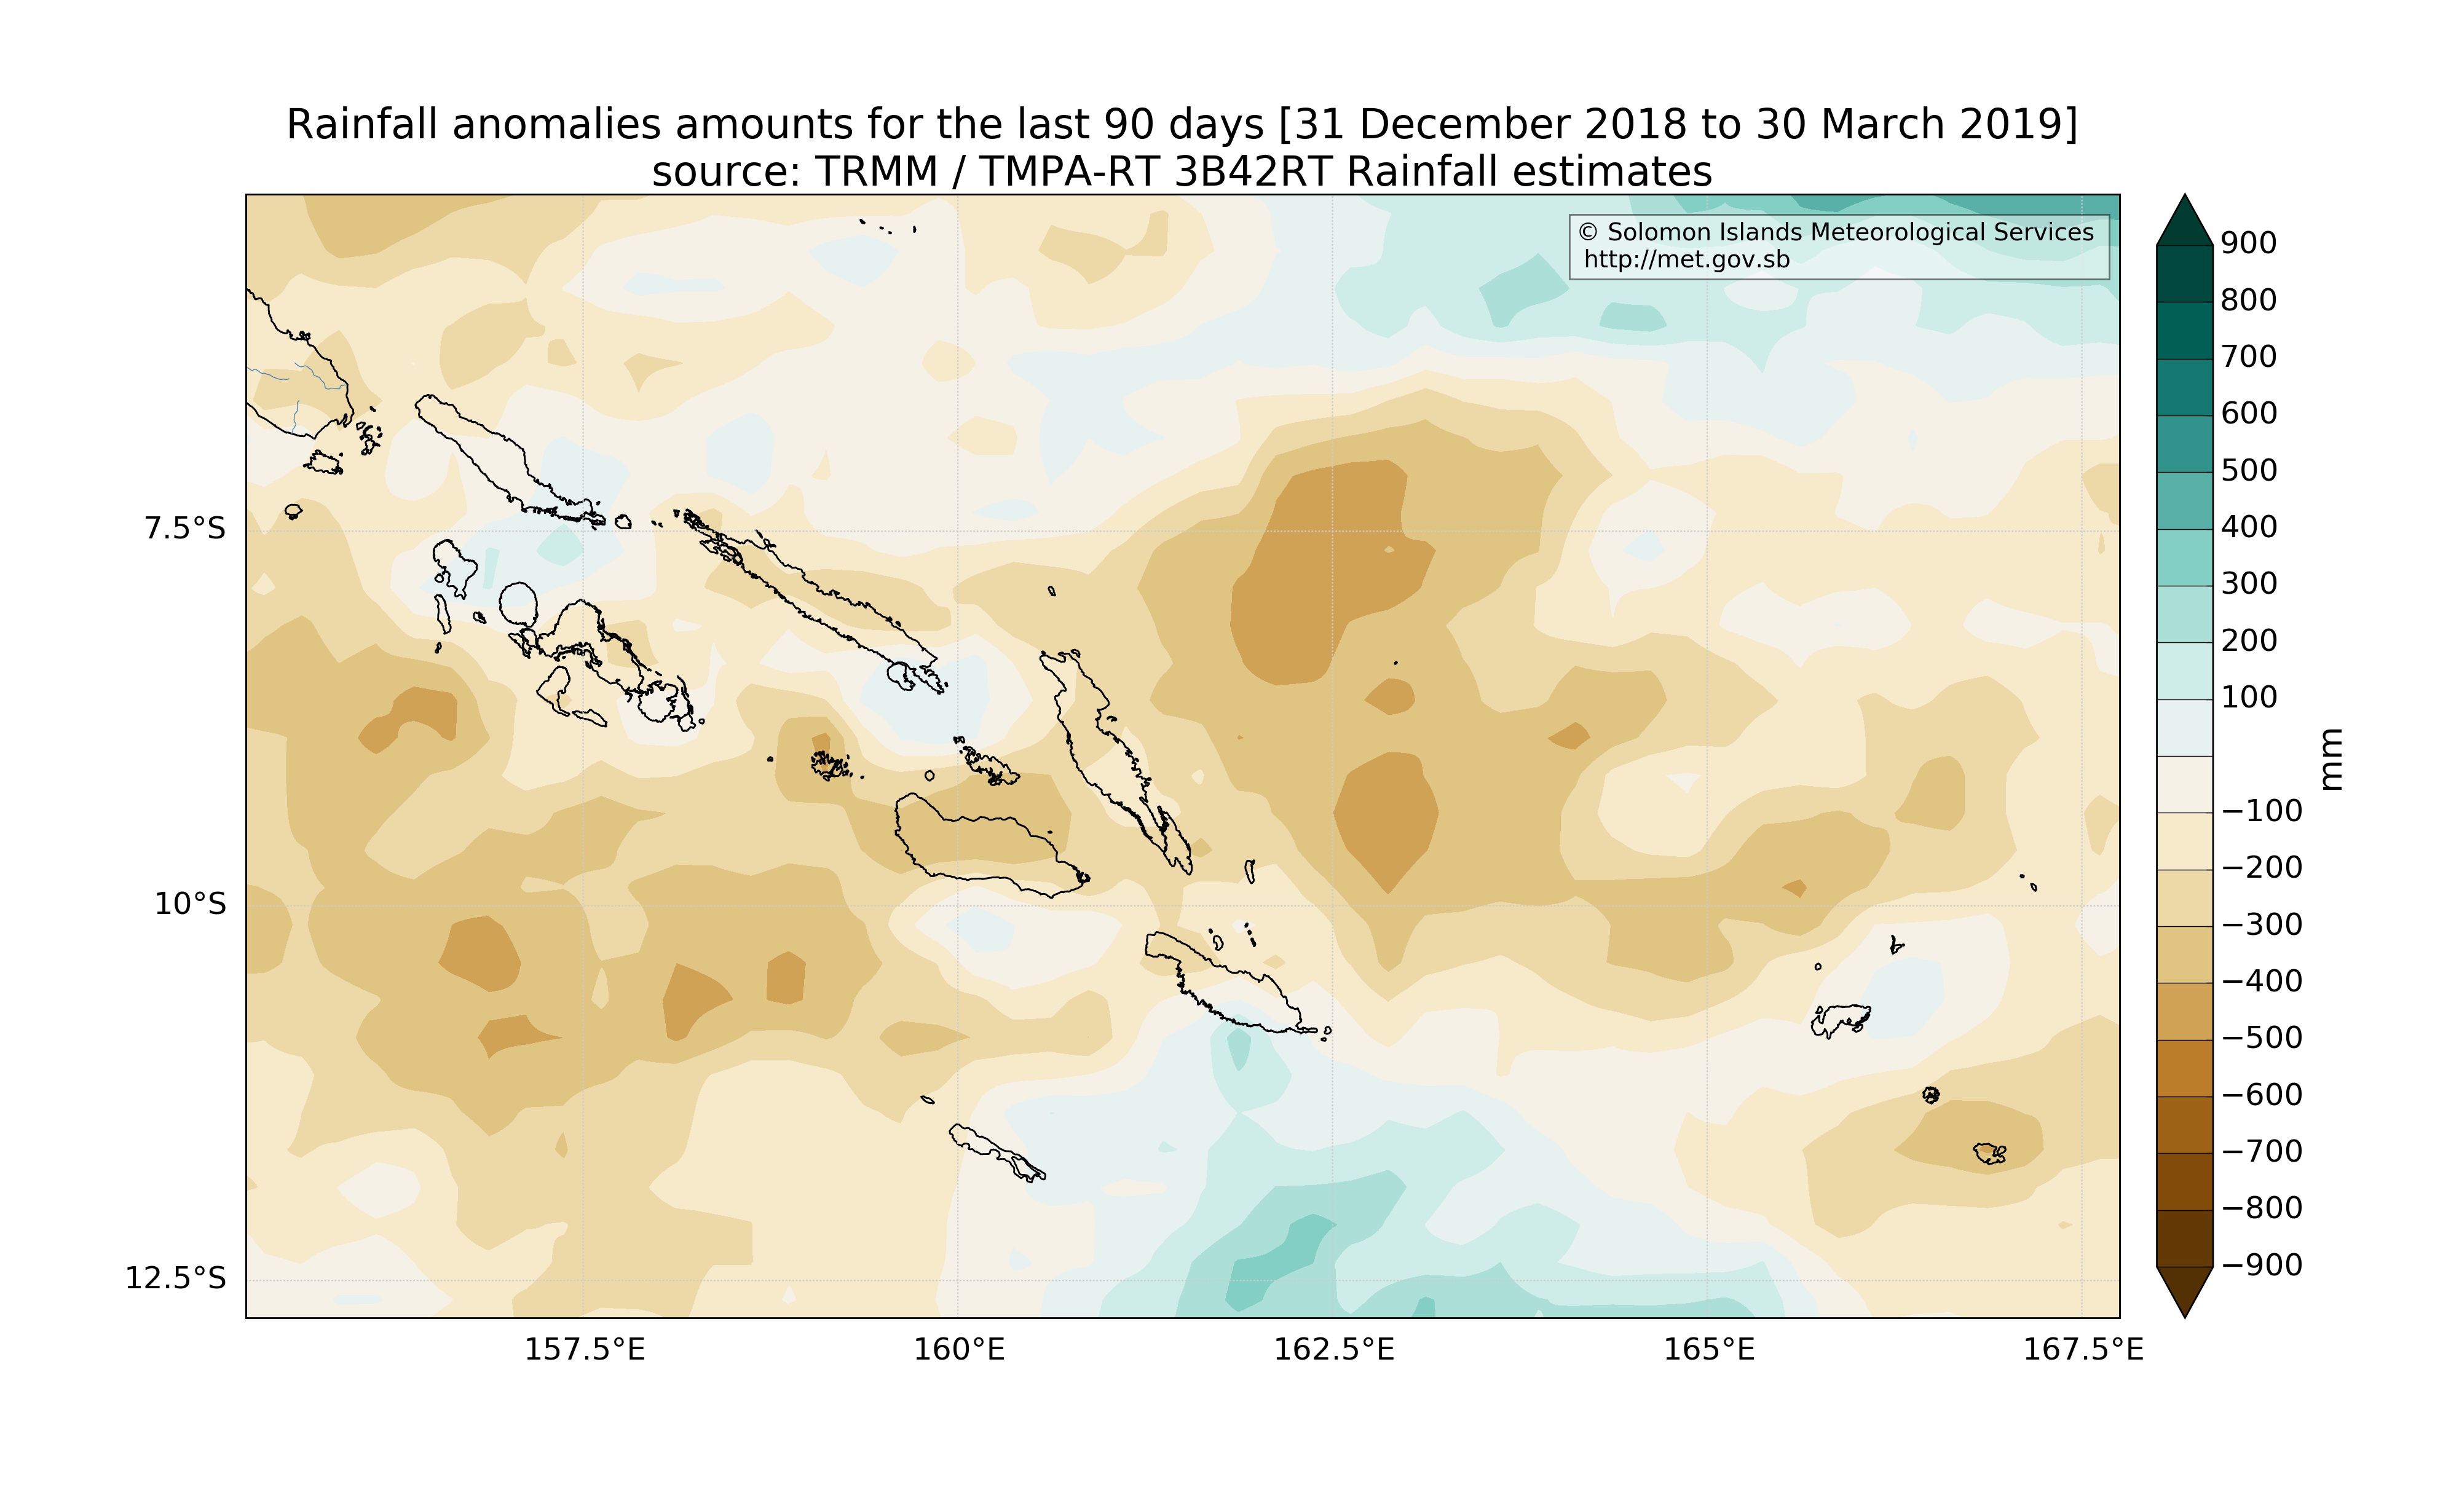 Rainfall anomalies amounts for the last 90 days [31 December 2018 to 30 March 2019]
source: TRMM / TMPA-RT 3B42RT Rainfall estimates
© Solomon Islands Meteorological Services
http://met.gov.sb
7.5°S
10°S
12.5°S
157.5°E
160°E
162.5°E
165°E
167.5°E
900
800
700
600
500
400
300
200
100
−100
−200
−300
−400
−500
−600
−700
−800
−900
mm